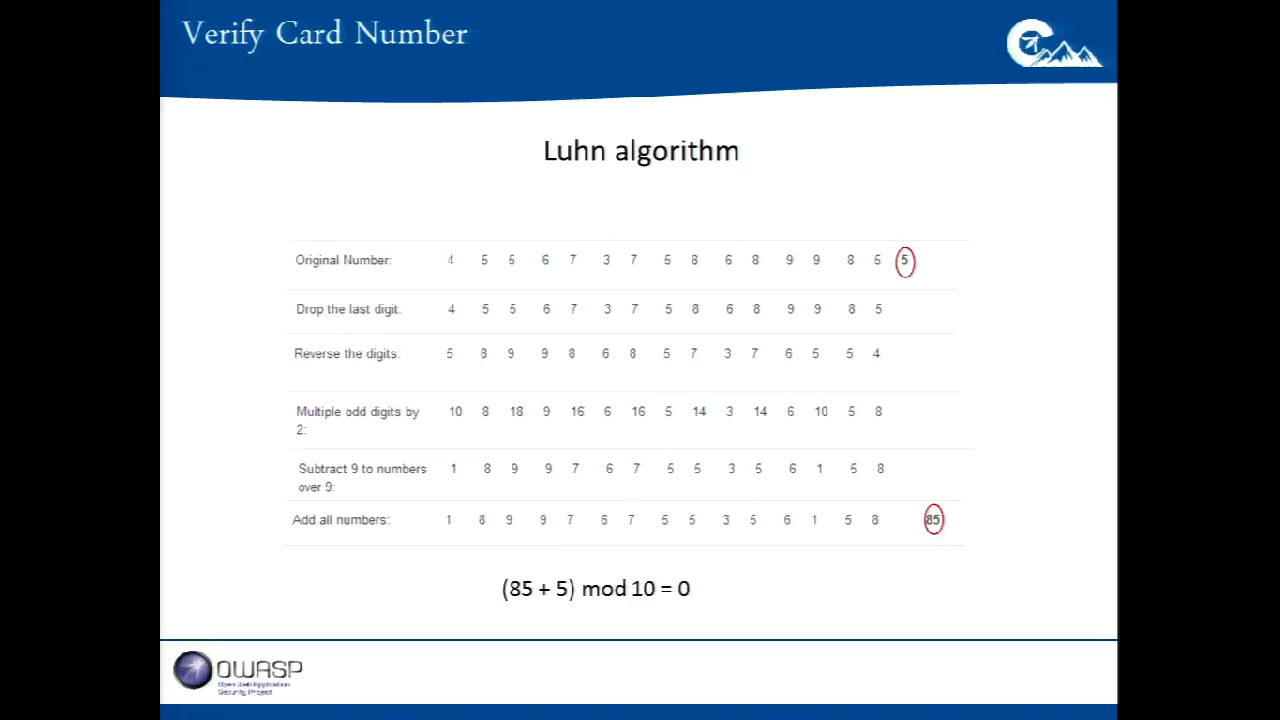 Verify Card Number
Luhn algorithm
Original Number: 4 5 5 6 7 3 7 5 8 6 8 9 9 8 5 5
Drop the last digit: 4 5 5 6 7 3 7 5 8 6 8 9 9 8 5
Reverse the digits: 5 8 9 9 8 6 8 5 7 3 7 6 5 5 4
Multiple odd digits by 10 8 18 9 16 6 16 5 14 3 14 6 10 5 8
2:
Subtract 9 to numbers 1 8 9 9 7 6 7 5 5 3 5 6 1 5 8
over 9:
Add all numbers: 1 8 9 9 7 6 7 5 5 3 5 6 1 5 8 85
(85 + 5) mod 10 = 0
OWASP
Open Web Application
Security Project